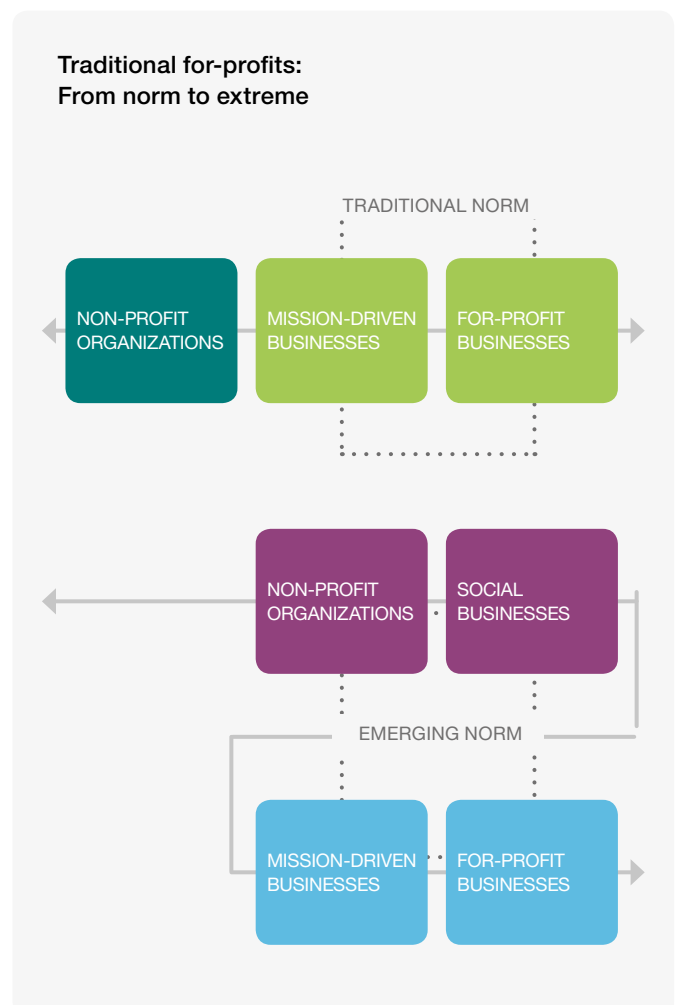 Traditional for-profits:
From norm to extreme
TRADITIONAL NORM
NON-PROFIT
ORGANIZATIONS
MISSION-DRIVEN
BUSINESSES
FOR-PROFIT
BUSINESSES
NON-PROFIT
ORGANIZATIONS
SOCIAL
BUSINESSES
EMERGING NORM
MISSION-DRIVEN
BUSINESSES
FOR-PROFIT
BUSINESSES